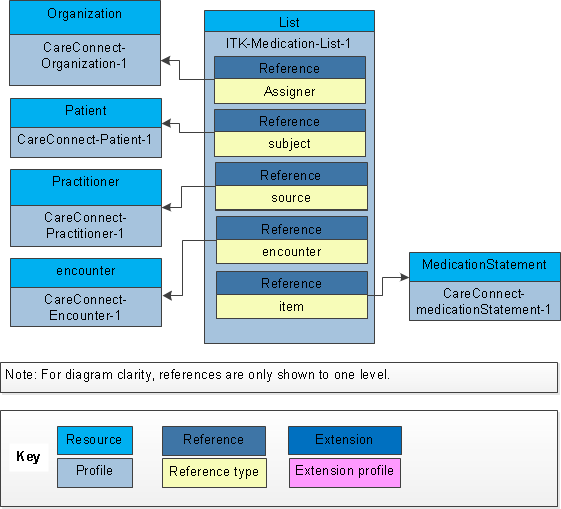 Organization
CareConnect-
Organization-1
Patient
CareConnect-Patient-1
Practitioner
CareConnect-
Practitioner-1
encounter
CareConnect-
Encounter-1
List
ITK-Medication-List-1
Reference
Assigner
Reference
subject
Reference
source
Reference
encounter
Reference
item
MedicationStatement
CareConnect-
medicationStatement-1
Note: For diagram clarity, references are only shown to one level.
Key
Resource
Profile
Reference
Reference type
Extension
Extension profile